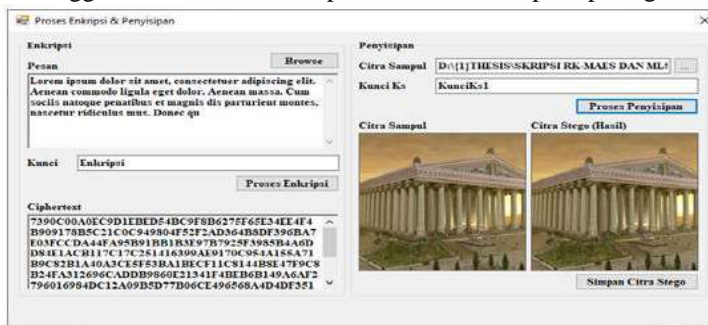 Proses Enkripsi & Penyisipan
Enkripsi
Pesan
Browse
Lorem ipsum dolor sit amet, consectetuer adipiscing elit.
Aenean commodo ligula eget dolor. Aenean massa. Cum
sociis natoque penatibus et magnis dis parturient montes,
nascetur ridiculus mus. Donec qu
Kunci Enkripsi
Proses Enkripsi
Ciphertext
7390C00A0EC9D1EBED54BC9F8B6275F65E34EE4F4
B909178B5C21C0C949804F52F2AD364B8DF396BA7
E03FCCDA44FA95B91BB1B3E97B7925F3985B4A6D
D84E1ACB117C17C251416399AE9170C954A155A71
B9C82B1A40A3CE5F53BA1BECF11C8144B8E47F9C8
B24FA312696CADDB9860E21341F4BEB6B149A6AF2
796016984DC12A09B5D77B06CE496568A4D4DF351
Penyisipan
Citra Sampul D:\[1]THESIS\SKRIPSI RK-MAES DAN ML ...
Kunci Ks KunciKs1
Proses Penyisipan
Citra Sampul
Citra Stego (Hasil)
Simpan Citra Stego